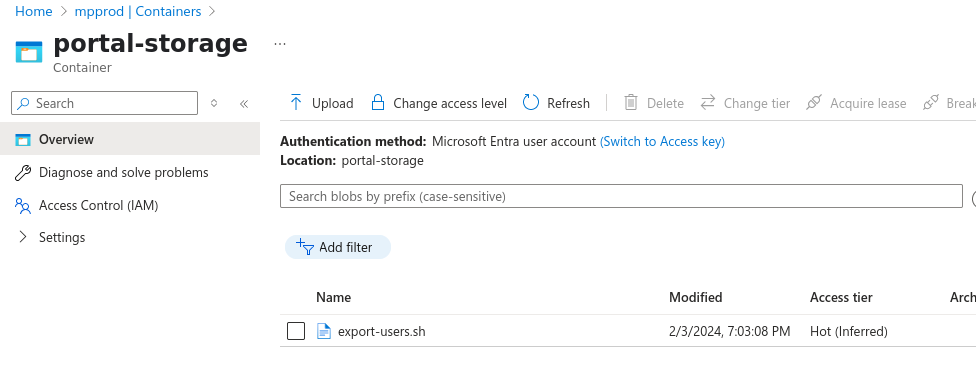 Home > mpprod | Containers >
portal-storage ...
Container
Search
Upload Change access level Refresh Delete Change tier Acquire lease Break
Overview
Authentication method: Microsoft Entra user account (Switch to Access key)
Location: portal-storage
Diagnose and solve problems
Access Control (IAM)
Settings
Search blobs by prefix (case-sensitive)
Add filter
Name Modified Access tier Arch
export-users.sh 2/3/2024, 7:03:08 PM Hot (Inferred)